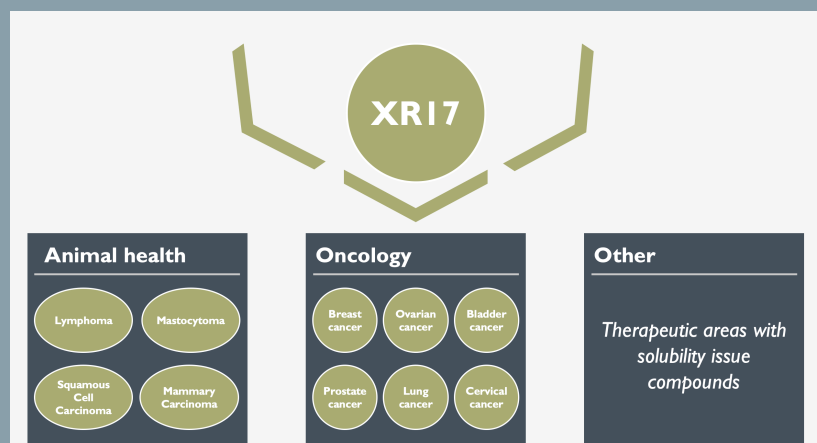 XR17
Animal health
Lymphoma
Mastocytoma
Squamous
Cell
Carcinoma
Mammary
Carcinoma
Oncology
Breast
cancer
Ovarian
cancer
Bladder
cancer
Prostate
cancer
Lung
cancer
Cervical
cancer
Other
Therapeutic areas with
solubility issue
compounds